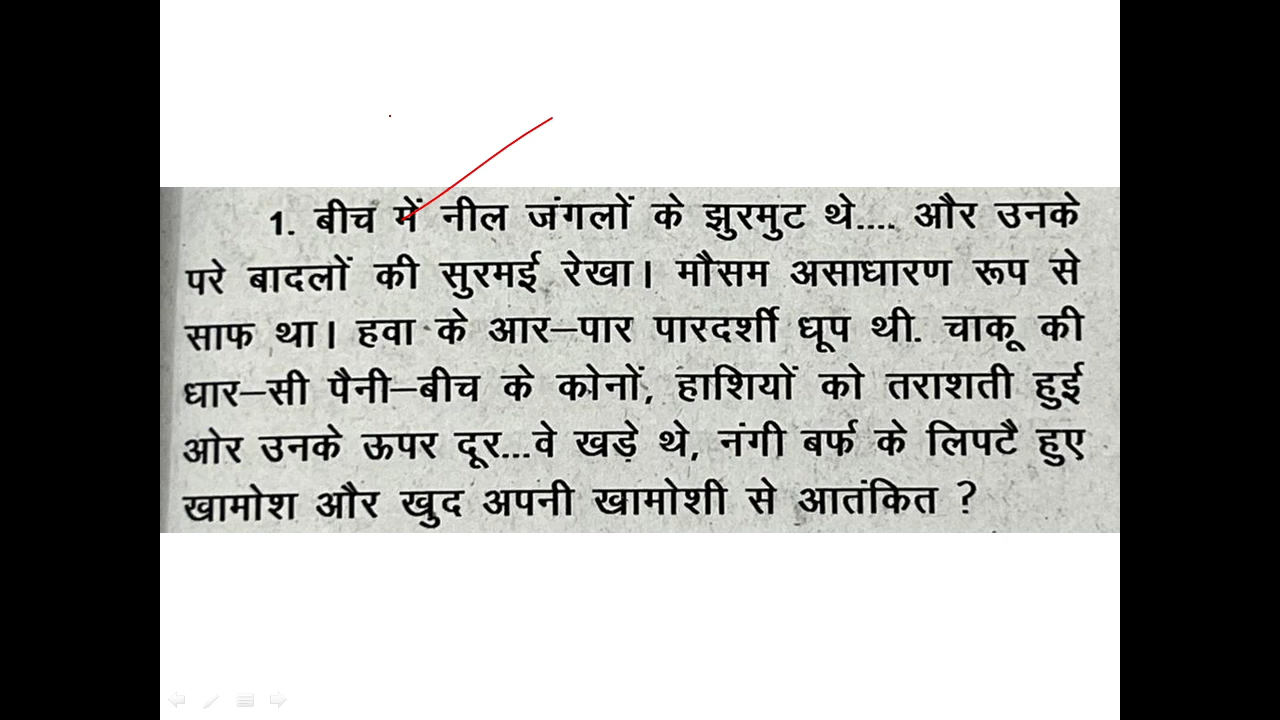 1. बीच में नील जंगलों के झुरमुट थे.... और उनके
परे बादलों की सुरमई रेखा। मौसम असाधारण रूप से
साफ था। हवा के आर–पार पारदर्शी धूप थी. चाकू की
धार–सी पैनी–बीच के कोनों, हाशियों को तराशती हुई
ओर उनके ऊपर दूर...वे खड़े थे, नंगी बर्फ के लिपटै हुए
खामोश और खुद अपनी खामोशी से आतंकित ?